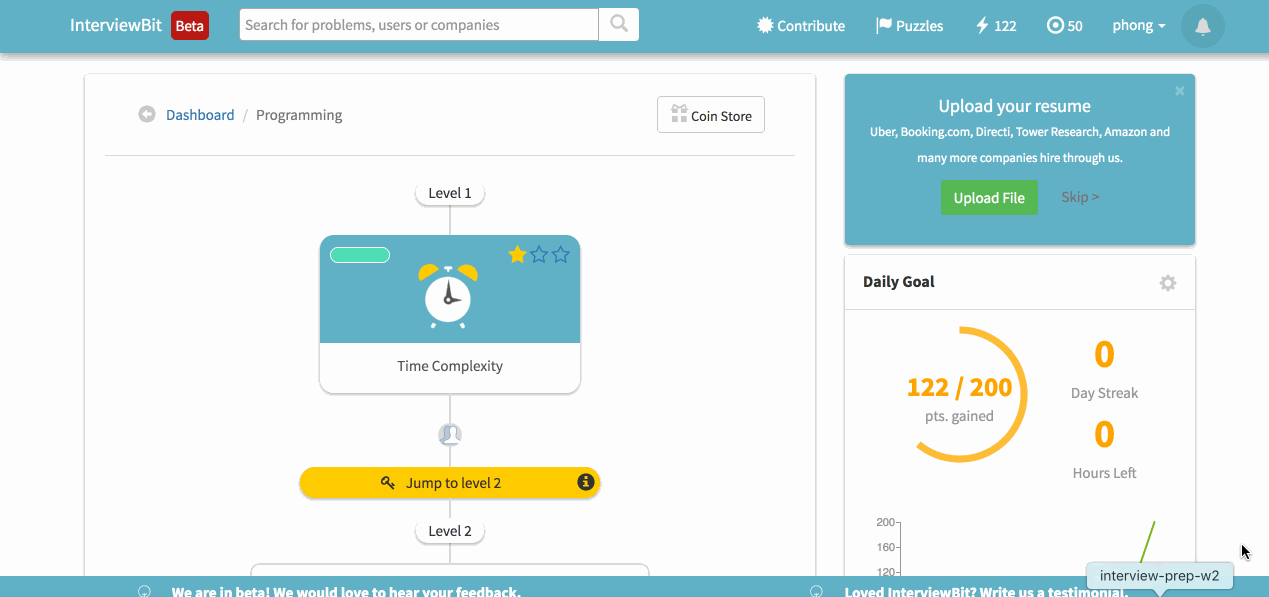 InterviewBit Beta
Search for problems, users or companies
Contribute
Puzzles
122
50
phong
Dashboard / Programming
Coin Store
Level 1
Time Complexity
Jump to level 2
Level 2
Upload your resume
Uber, Booking.com, Directi, Tower Research, Amazon and
many more companies hire through us.
Upload File
Skip >
Daily Goal
122 / 200
pts. gained
0
Day Streak
0
Hours Left
200
160
120
interview-prep-w2
We are in beta! We would love to hear your feedback.
Loved InterviewBit? Write us a testimonial.